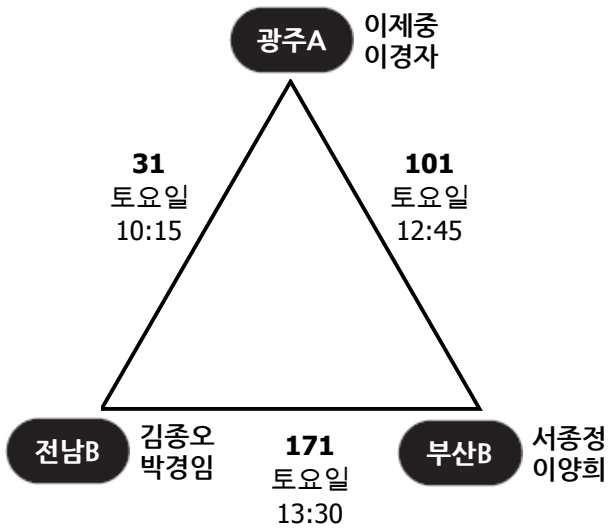 광주A
이제중
이경자
31
토요일
10:15
101
토요일
12:45
전남B
김종오
박경임
171
토요일
13:30
부산B
서종정
이양희